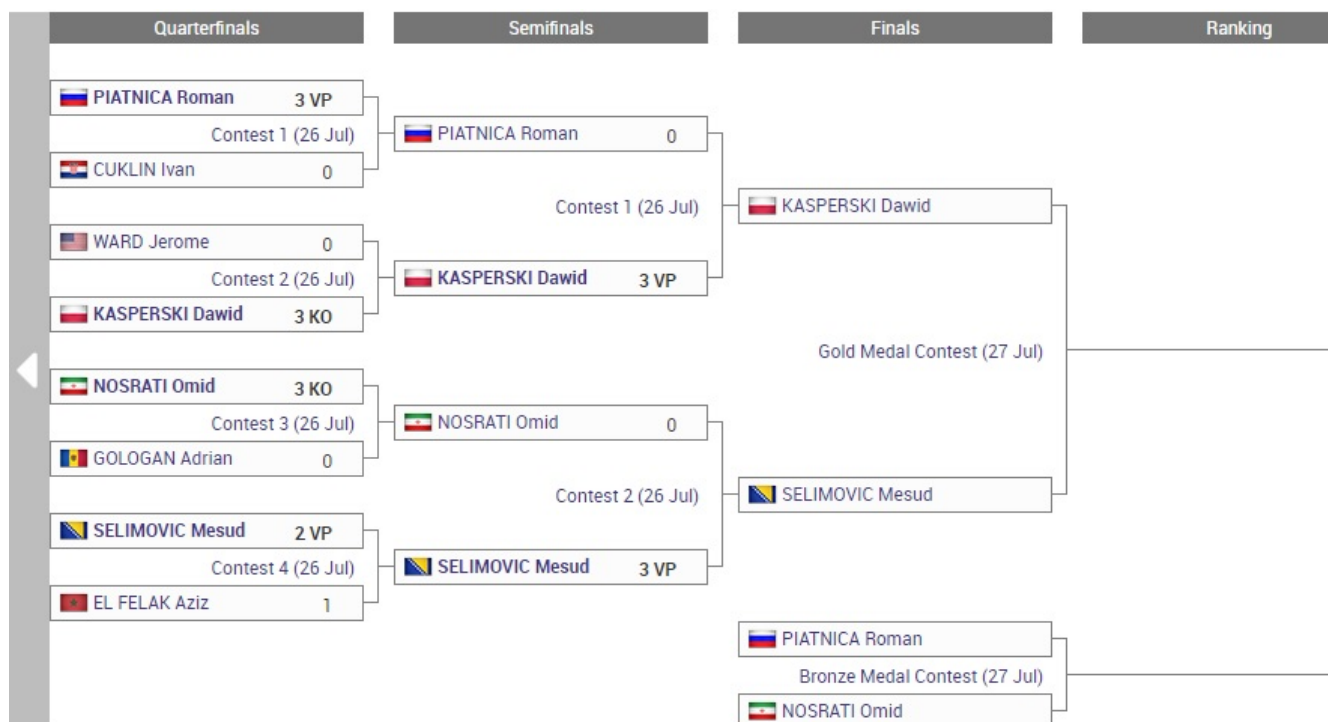 Quarterfinals
Semifinals
Finals
Ranking
PIATNICA Roman 3 VP
Contest 1 (26 Jul)
CUKLIN Ivan 0
WARD Jerome 0
Contest 2 (26 Jul)
KASPERSKI Dawid 3 KO
NOSRATI Omid 3 KO
Contest 3 (26 Jul)
GOLOGAN Adrian 0
SELIMOVIC Mesud 2 VP
Contest 4 (26 Jul)
EL FELAK Aziz 1
PIATNICA Roman 0
Contest 1 (26 Jul)
KASPERSKI Dawid 3 VP
NOSRATI Omid 0
Contest 2 (26 Jul)
SELIMOVIC Mesud 3 VP
KASPERSKI Dawid
Gold Medal Contest (27 Jul)
SELIMOVIC Mesud
PIATNICA Roman
Bronze Medal Contest (27 Jul)
NOSRATI Omid